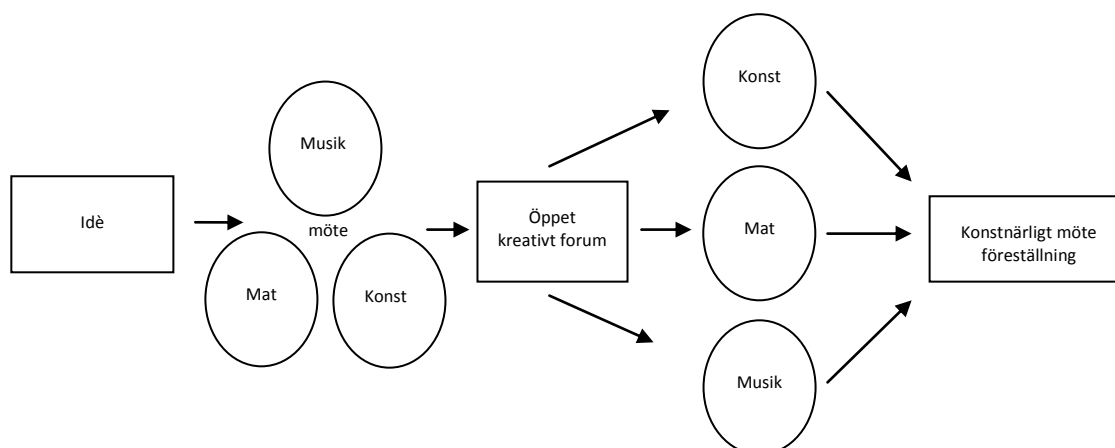 Idè
Musik
möte
Mat
Konst
Öppet
kreativt forum
Konst
Mat
Musik
Konstnärligt möte
föreställning